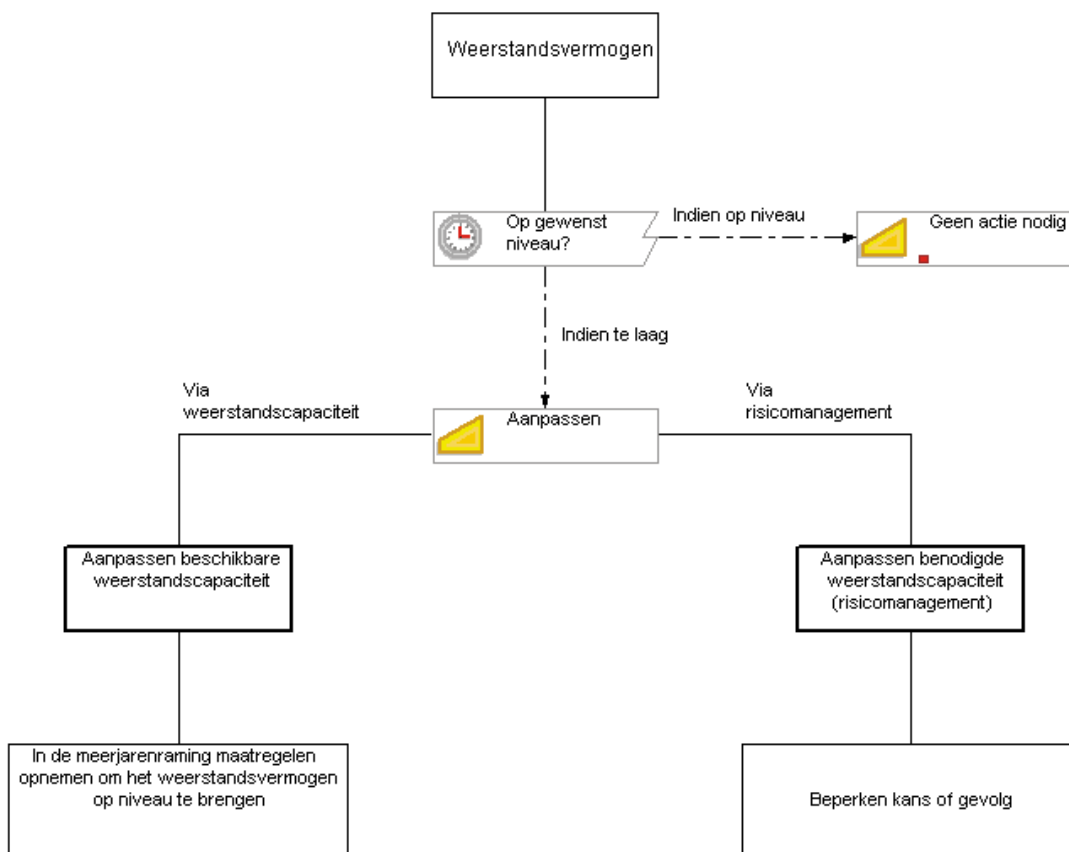 Weerstandsvermogen
Op gewenst
niveau?
Indien op niveau
Geen actie nodig
Indien te laag
Via
weerstandscapaciteit
Aanpassen
Via
risicomanagement
Aanpassen beschikbare
weerstandscapaciteit
Aanpassen benodigde
weerstandscapaciteit
(risicomanagement)
In de meerjarenraming maatregelen
opnemen om het weerstandsvermogen
op niveau te brengen
Beperken kans of gevolg